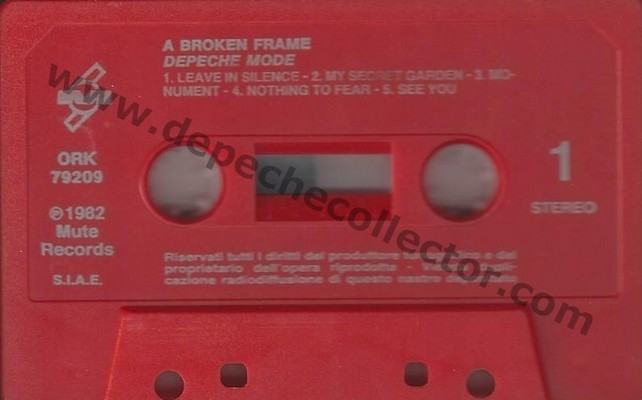 A BROKEN FRAME
DEPECHE MODE
1. LEAVE IN SILENCE - 2. MY SECRET GARDEN - 3. MO-
NUMENT - 4. NOTHING TO FEAR - 5. SEE YOU
ORK
79209
1
STEREO
℗1982
Mute
Records
S.I.A.E.
Riservati tutti i diritti del produttore e del
proprietario dell'opera riprodotta -
cazione radiodiffusione di questo nastro
www.depechecollector.com